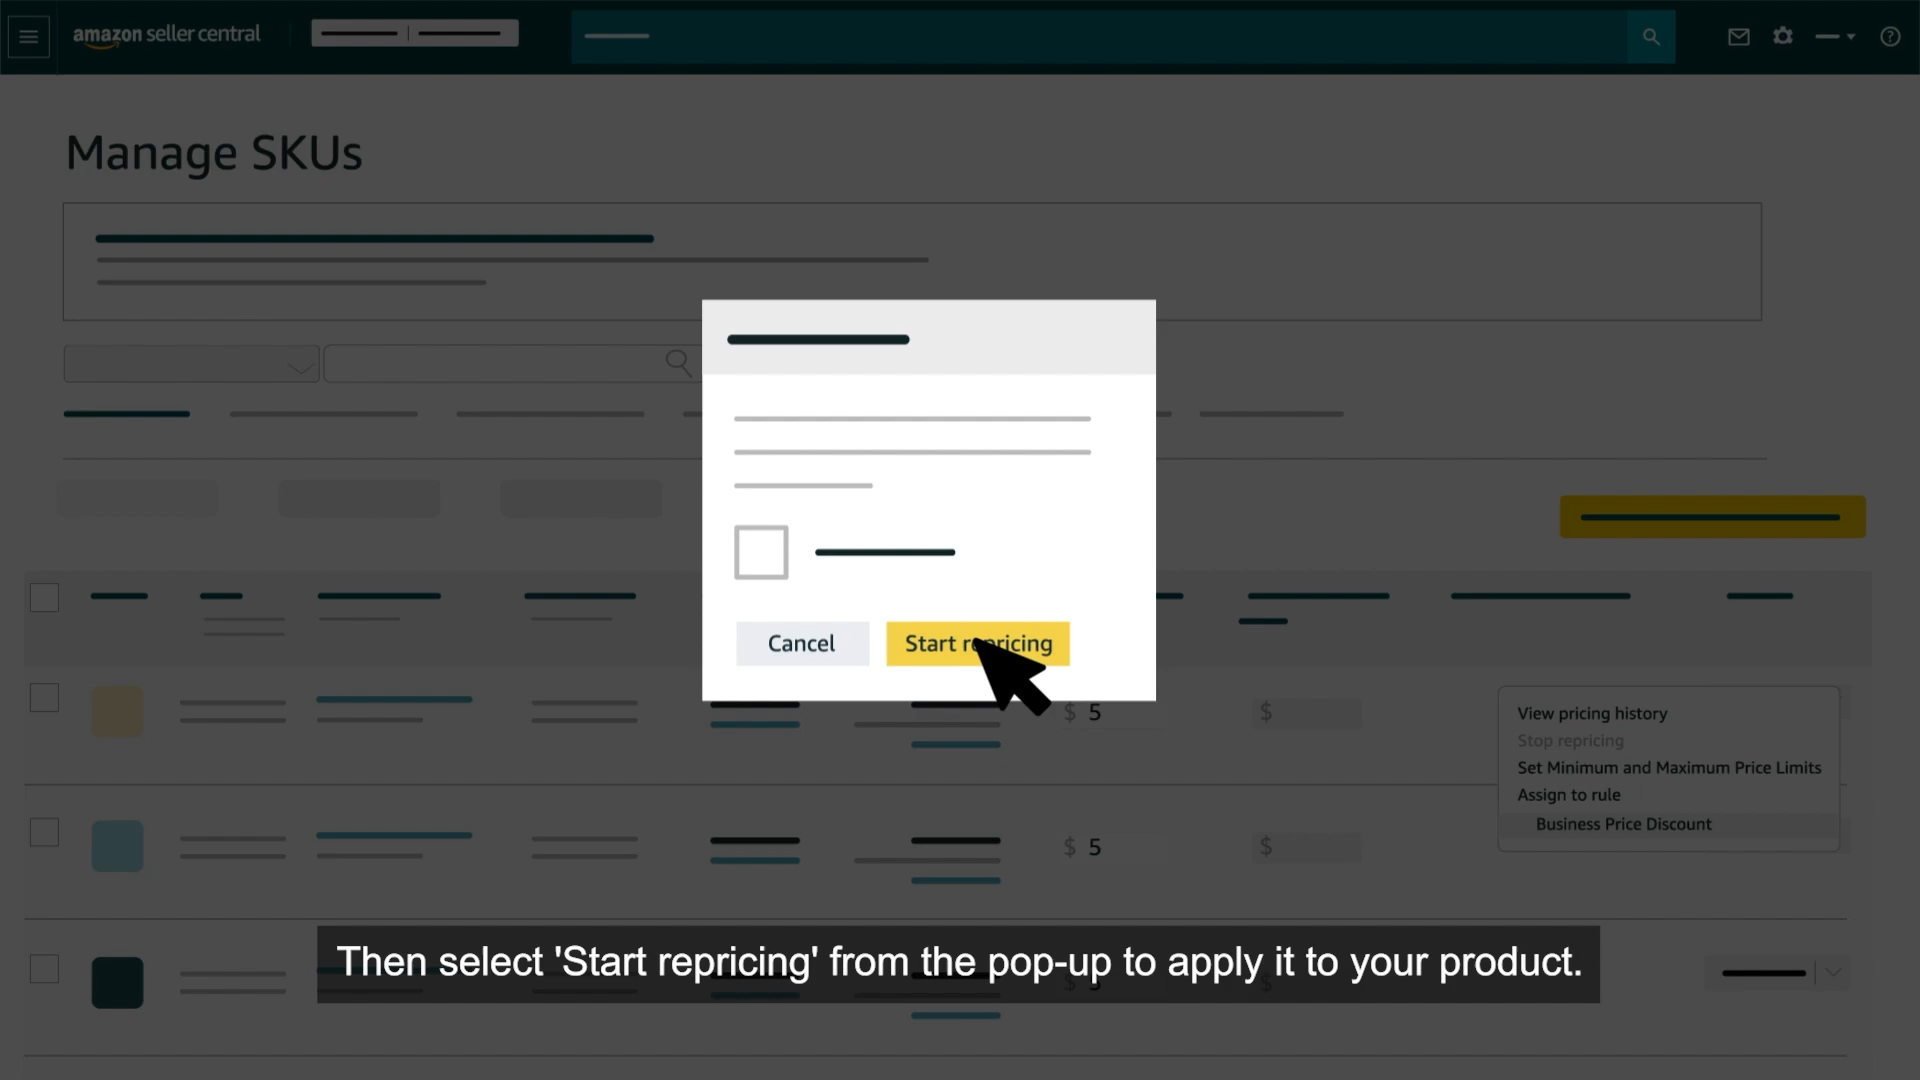 amazon seller central
Manage SKUs
Cancel
Start repricing
$ 5
$
View pricing history
Stop repricing
Set Minimum and Maximum Price Limits
Assign to rule
Business Price Discount
$ 5
$
Then select 'Start repricing' from the pop-up to apply it to your product.
$ 5
$